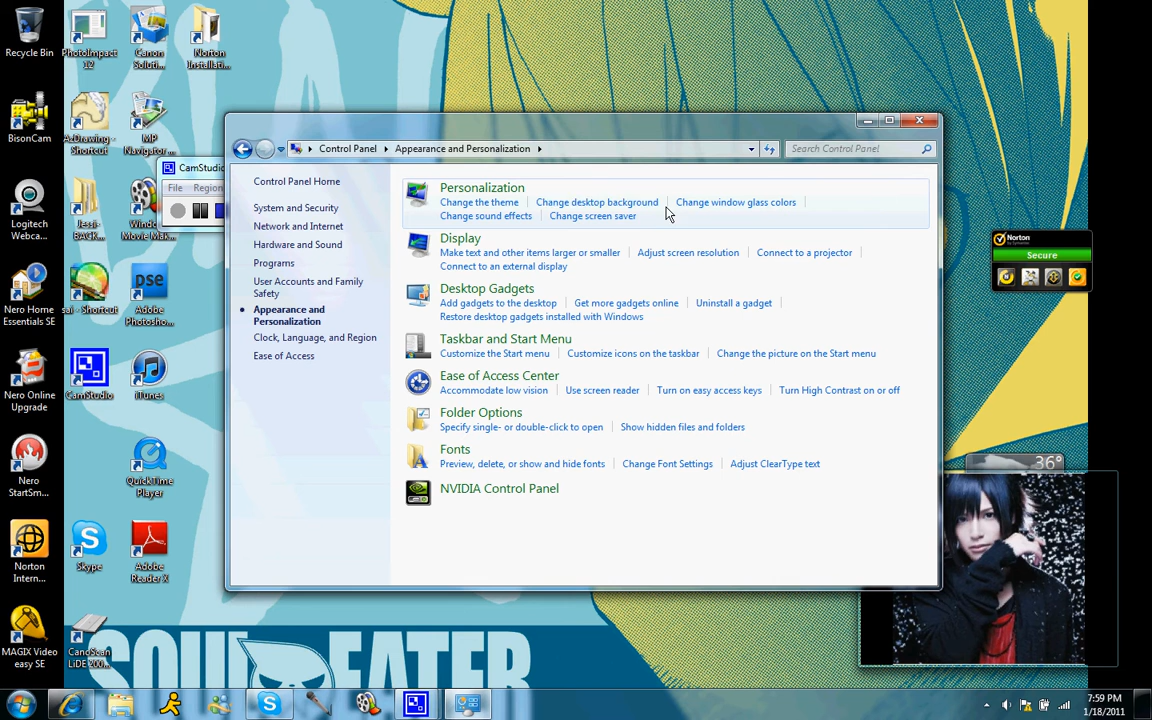 Recycle Bin
PhotoImpact
12
Canon
Soluti...
Norton
Installati...
BisonCam
AzDrawing -
Shortcut
MP
Navigator...
CamStudio
File Region
Logitech
Webca...
Jessi-
BACK...
Windo...
Movie Mak...
Nero Home
Essentials SE
sai - Shortcut
pse
Adobe
Photosho...
Nero Online
Upgrade
CamStudio
iTunes
Nero
StartSm...
QuickTime
Player
Norton
Intern...
Skype
Adobe
Reader X
MAGIX Video
easy SE
CanoScan
LiDE 200...
Control Panel Appearance and Personalization
Search Control Panel
Control Panel Home
System and Security
Network and Internet
Hardware and Sound
Programs
User Accounts and Family
Safety
Appearance and
Personalization
Clock, Language, and Region
Ease of Access
Personalization
Change the theme Change desktop background Change window glass colors
Change sound effects Change screen saver
Display
Make text and other items larger or smaller Adjust screen resolution Connect to a projector
Connect to an external display
Desktop Gadgets
Add gadgets to the desktop Get more gadgets online Uninstall a gadget
Restore desktop gadgets installed with Windows
Taskbar and Start Menu
Customize the Start menu Customize icons on the taskbar Change the picture on the Start menu
Ease of Access Center
Accommodate low vision Use screen reader Turn on easy access keys Turn High Contrast on or off
Folder Options
Specify single- or double-click to open Show hidden files and folders
Fonts
Preview, delete, or show and hide fonts Change Font Settings Adjust ClearType text
NVIDIA Control Panel
Norton
Secure
36°
SOUL EATER
7:59 PM
1/18/2011